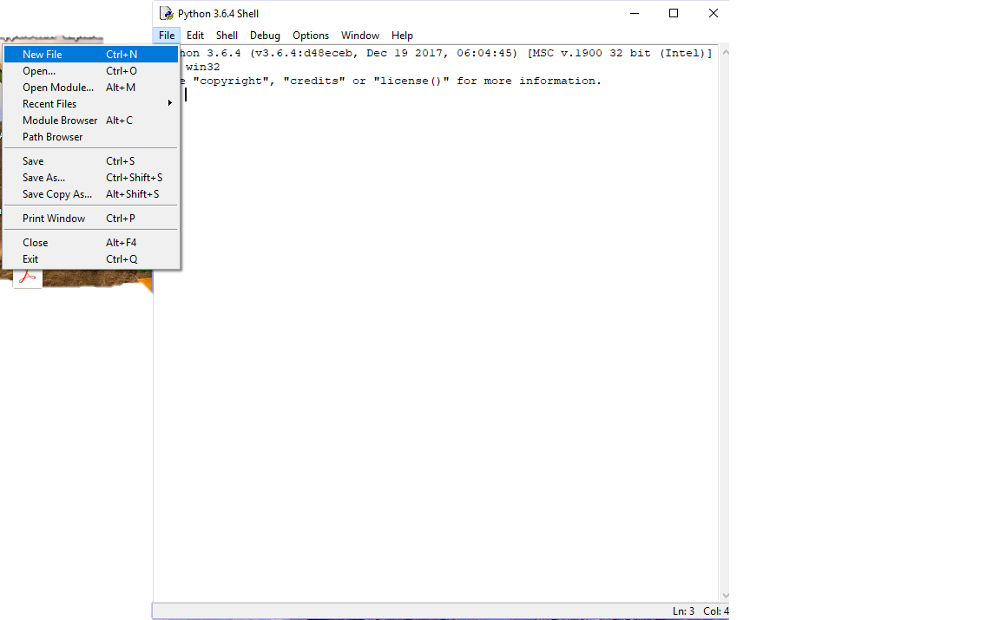 Python 3.6.4 Shell
File Edit Shell Debug Options Window Help
New File Ctrl+N
Open... Ctrl+O
Open Module... Alt+M
Recent Files
Module Browser Alt+C
Path Browser
Save Ctrl+S
Save As... Ctrl+Shift+S
Save Copy As... Alt+Shift+S
Print Window Ctrl+P
Close Alt+F4
Exit Ctrl+Q
hon 3.6.4 (v3.6.4:d48eceb, Dec 19 2017, 06:04:45) [MSC v.1900 32 bit (Intel)]
win32
e "copyright", "credits" or "license()" for more information.
Ln: 3 Col: 4